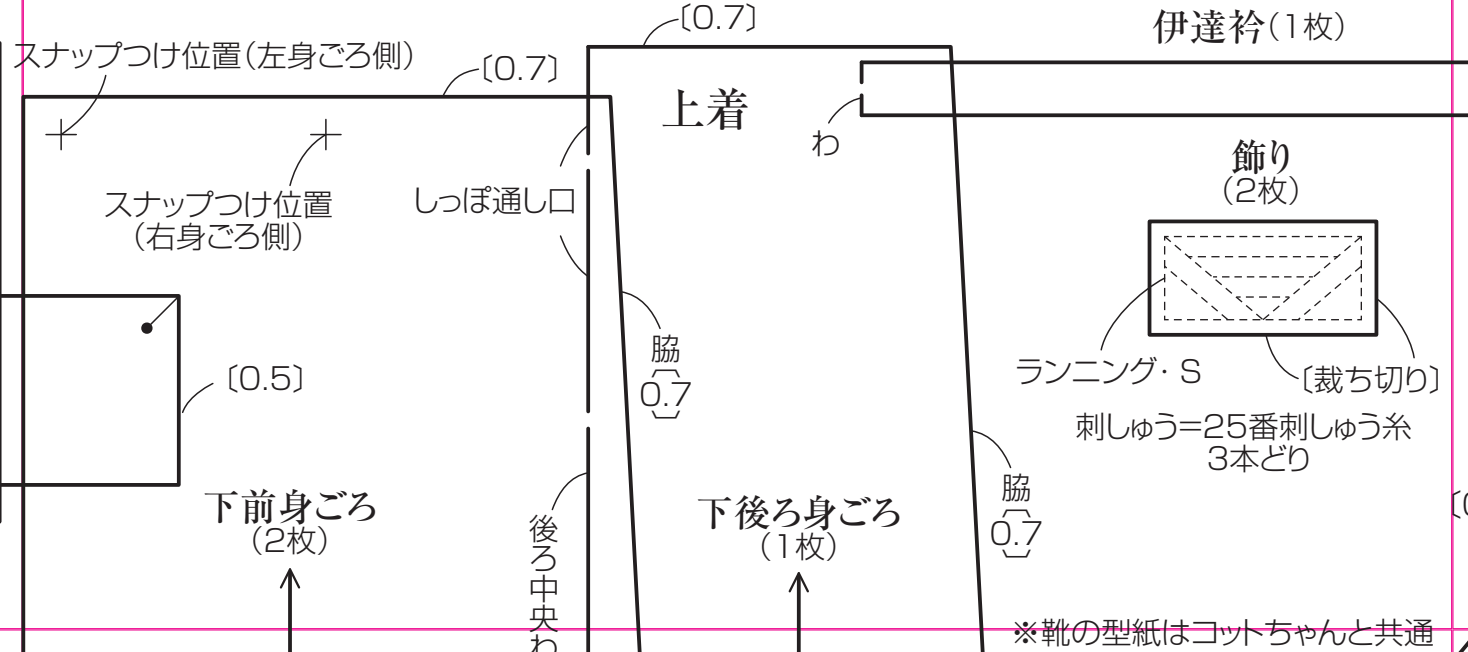 〔0.7〕
伊達衿(1枚)
スナップつけ位置(左身ごろ側)
〔0.7〕
上着
わ
飾り
(2枚)
スナップつけ位置
(右身ごろ側)
しっぽ通し口
脇
〔0.7〕
〔0.5〕
ランニング・S
〔裁ち切り〕
刺しゅう=25番刺しゅう糸
3本どり
下前身ごろ
(2枚)
後ろ中央わ
下後ろ身ごろ
(1枚)
脇
〔0.7〕
※靴の型紙はコットちゃんと共通